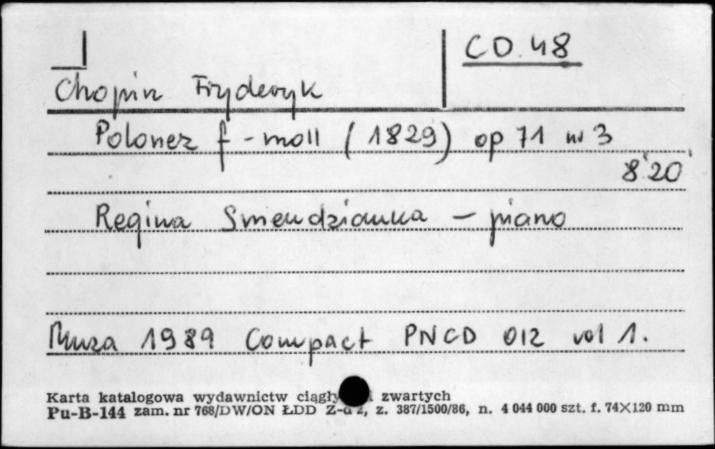 CD 48
Chopin Fryderyk
Polonez f-moll (1829) op 71 nr 3
8'20"
Regina Smendzianka - piano
Muza 1989 Compact PNCD 012 vol 1.
Karta katalogowa wydawnictw ciągły i zwartych
Pu-B-144 zam. nr 768/DW/ON ŁDD z, z. 387/1500/86, n. 4 044 000 szt. f. 74×120 mm